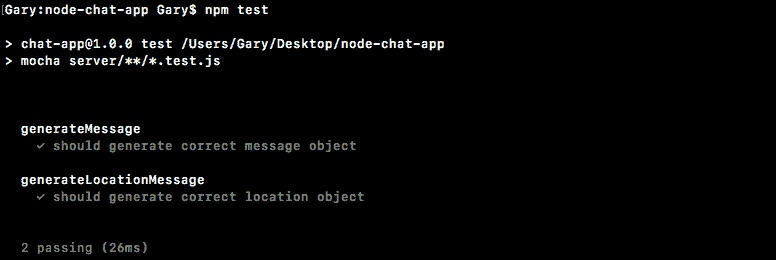 [Gary:node-chat-app Gary$ npm test
> chat-app@1.0.0 test /Users/Gary/Desktop/node-chat-app
> mocha server/**/*.test.js
generateMessage
✓ should generate correct message object
generateLocationMessage
✓ should generate correct location object
2 passing (26ms)